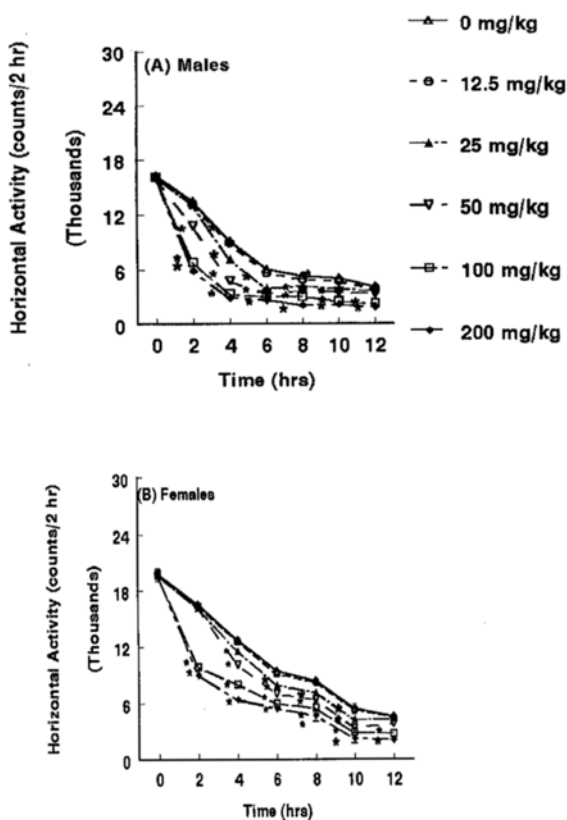 (A) Males
Horizontal Activity (counts/2 hr)
(Thousands)
30
24
18
12
6
0
0 2 4 6 8 10 12
Time (hrs)
0 mg/kg
12.5 mg/kg
25 mg/kg
50 mg/kg
100 mg/kg
200 mg/kg
(B) Females
Horizontal Activity (counts/2 hr)
(Thousands)
30
24
18
12
6
0
0 2 4 6 8 10 12
Time (hrs)